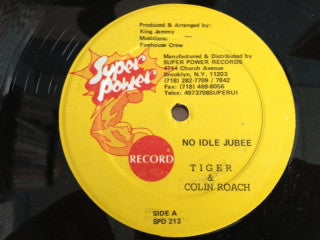 Produced & Arranged by:
King Jammy
Musicians:
Firehouse Crew
Manufactured & Distributed by
SUPER POWER RECORDS
4764 Church Avenue
Brooklyn, N.Y. 11203
(718) 282-7709 / 7842
Fax: (718) 469-8056
Telex: 4973708SUPERUI
Super
Power
RECORD
NO IDLE JUBEE
TIGER
&
COLIN ROACH
SIDE A
SPD 213